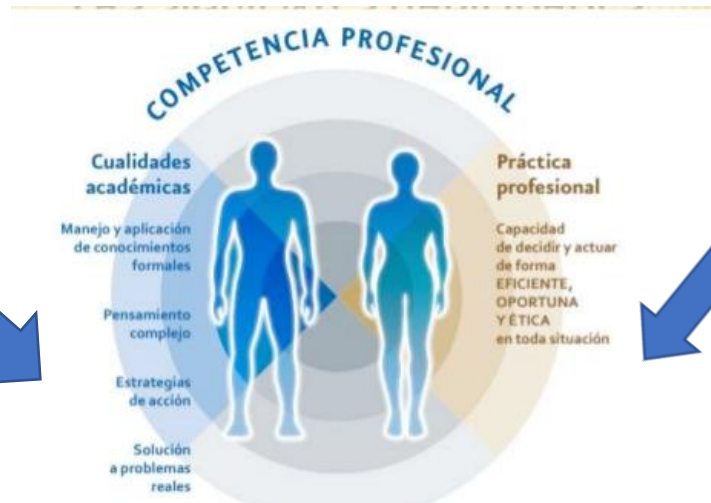 COMPETENCIA PROFESIONAL
Cualidades
académicas
Manejo y aplicación
de conocimientos
formales
Pensamiento
complejo
Estrategias
de acción
Solución
a problemas
reales
Práctica
profesional
Capacidad
de decidir y actuar
de forma
EFICIENTE,
OPORTUNA
Y ÉTICA
en toda situación